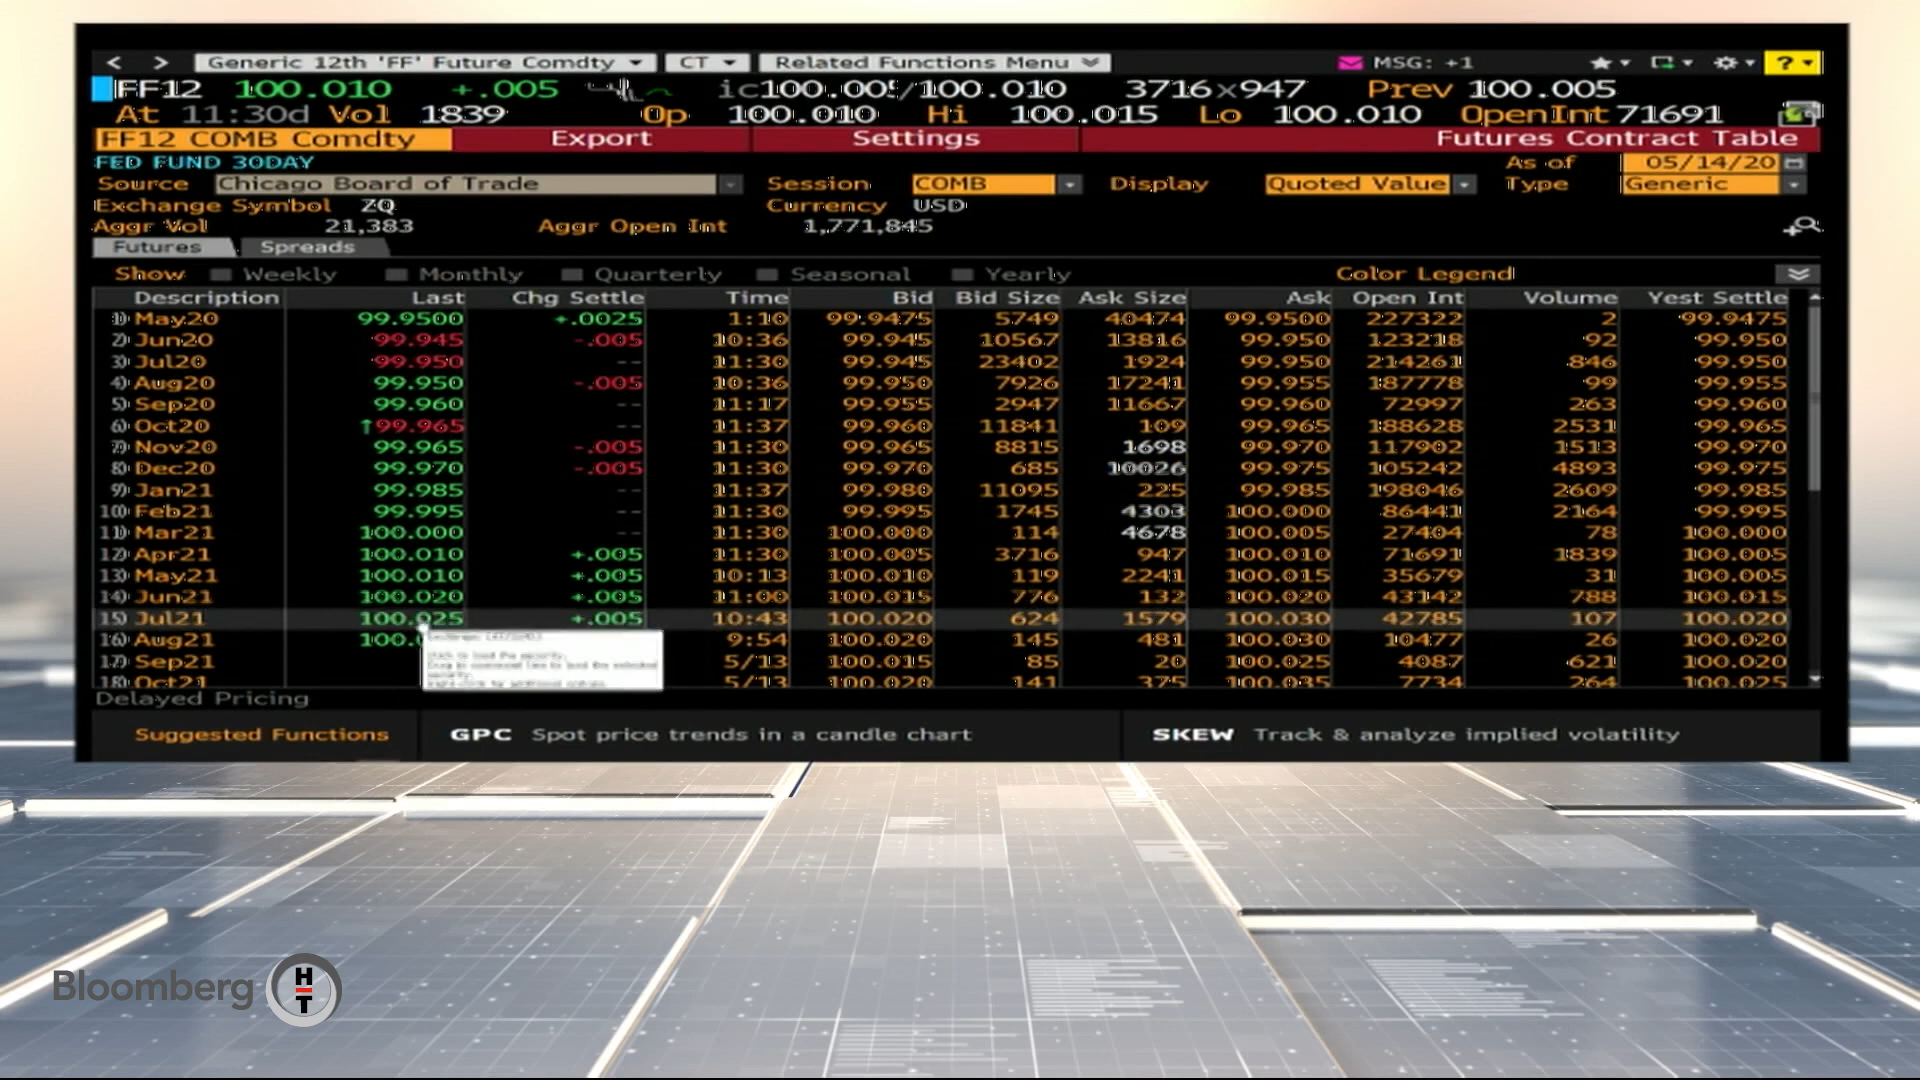 Generic 12th 'FF' Future Comdty CT Related Functions Menu MSG: +1 ?
FF12 100.010 +.005 ic100.005/100.010 3716x947 Prev 100.005
At 11:30d Vol 1839 Op 100.010 Hi 100.015 Lo 100.010 OpenInt 71691
FF12 COMB Comdty Export Settings Futures Contract Table
FED FUND 30DAY As of 05/14/20
Source Chicago Board of Trade Session COMB Display Quoted Value Type Generic
Exchange Symbol ZQ Currency USD
Aggr Vol 21,383 Aggr Open Int 1,771,845
Futures Spreads
Show Weekly Monthly Quarterly Seasonal Yearly Color Legend
Description Last Chg Settle Time Bid Bid Size Ask Size Ask Open Int Volume Yest Settle
1) May20 99.9500 +.0025 1:10 99.9475 5749 40474 99.9500 227322 2 99.9475
2) Jun20 99.945 -.005 10:36 99.945 10567 13816 99.950 123218 92 99.950
3) Jul20 99.950 -- 11:30 99.945 23402 1924 99.950 214261 846 99.950
4) Aug20 99.950 -.005 10:36 99.950 7926 17241 99.955 187778 99 99.955
5) Sep20 99.960 -- 11:17 99.955 2947 11667 99.960 72997 263 99.960
6) Oct20 ↑99.965 -- 11:37 99.960 11841 109 99.965 188628 2531 99.965
7) Nov20 99.965 -.005 11:30 99.965 8815 1698 99.970 117902 1513 99.970
8) Dec20 99.970 -.005 11:30 99.970 685 10026 99.975 105242 4893 99.975
9) Jan21 99.985 -- 11:37 99.980 11095 225 99.985 198046 2609 99.985
10) Feb21 99.995 -- 11:30 99.995 1745 4303 100.000 86441 2164 99.995
11) Mar21 100.000 -- 11:30 100.000 114 4678 100.005 27404 78 100.000
12) Apr21 100.010 +.005 11:30 100.005 3716 947 100.010 71691 1839 100.005
13) May21 100.010 +.005 10:13 100.010 119 2241 100.015 35679 31 100.005
14) Jun21 100.020 +.005 11:00 100.015 776 132 100.020 43142 788 100.015
15) Jul21 100.025 +.005 10:43 100.020 624 1579 100.030 42785 107 100.020
16) Aug21 100.0 9:54 100.020 145 481 100.030 10477 26 100.020
17) Sep21 5/13 100.015 85 20 100.025 4087 621 100.020
18) Oct21 5/13 100.020 141 375 100.035 7734 264 100.025
Delayed Pricing
Suggested Functions GPC Spot price trends in a candle chart SKEW Track & analyze implied volatility
Bloomberg HT